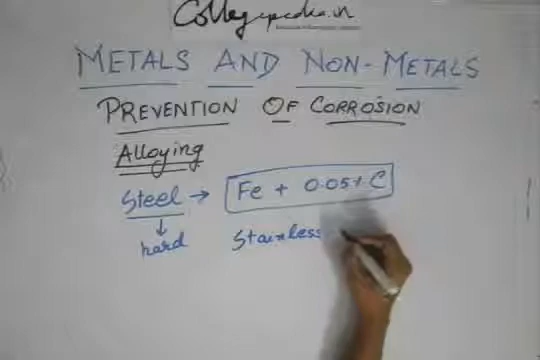 Collegepedia.in
METALS AND NON-METALS
PREVENTION OF CORROSION
Alloying
Steel → Fe + 0.05% C
↓
hard
Stainless